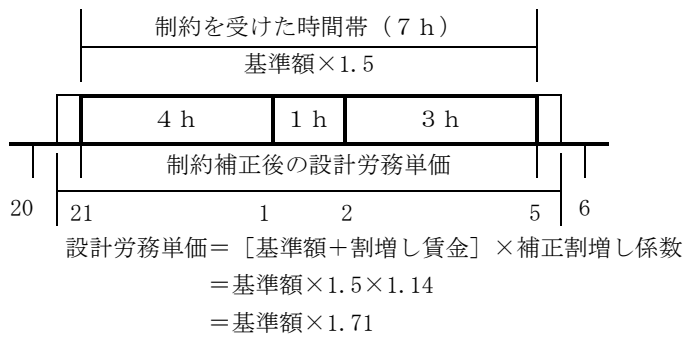 制約を受けた時間帯（７ｈ）
基準額×1.5
４ｈ １ｈ ３ｈ
制約補正後の設計労務単価
20 21 1 2 5 6
設計労務単価＝［基準額＋割増し賃金］×補正割増し係数
＝基準額×1.5×1.14
＝基準額×1.71